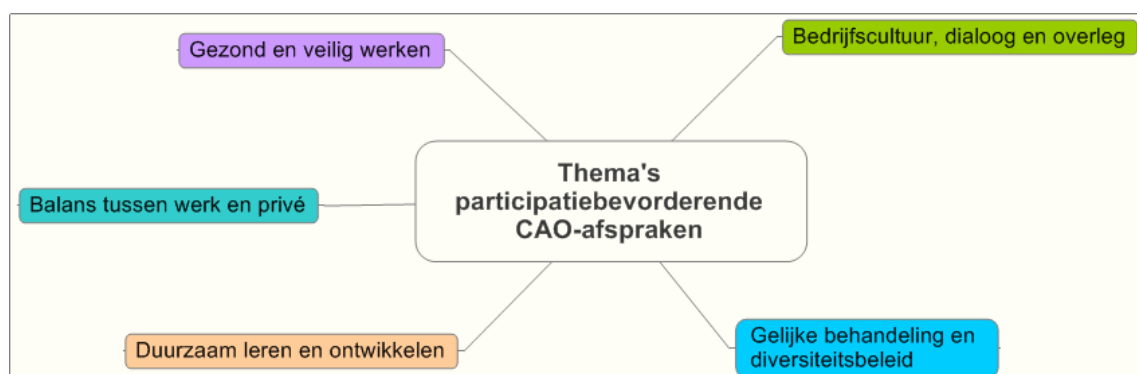 Gezond en veilig werken
Bedrijfscultuur, dialoog en overleg
Thema's
participatiebevorderende
CAO-afspraken
Balans tussen werk en privé
Duurzaam leren en ontwikkelen
Gelijke behandeling en
diversiteitsbeleid